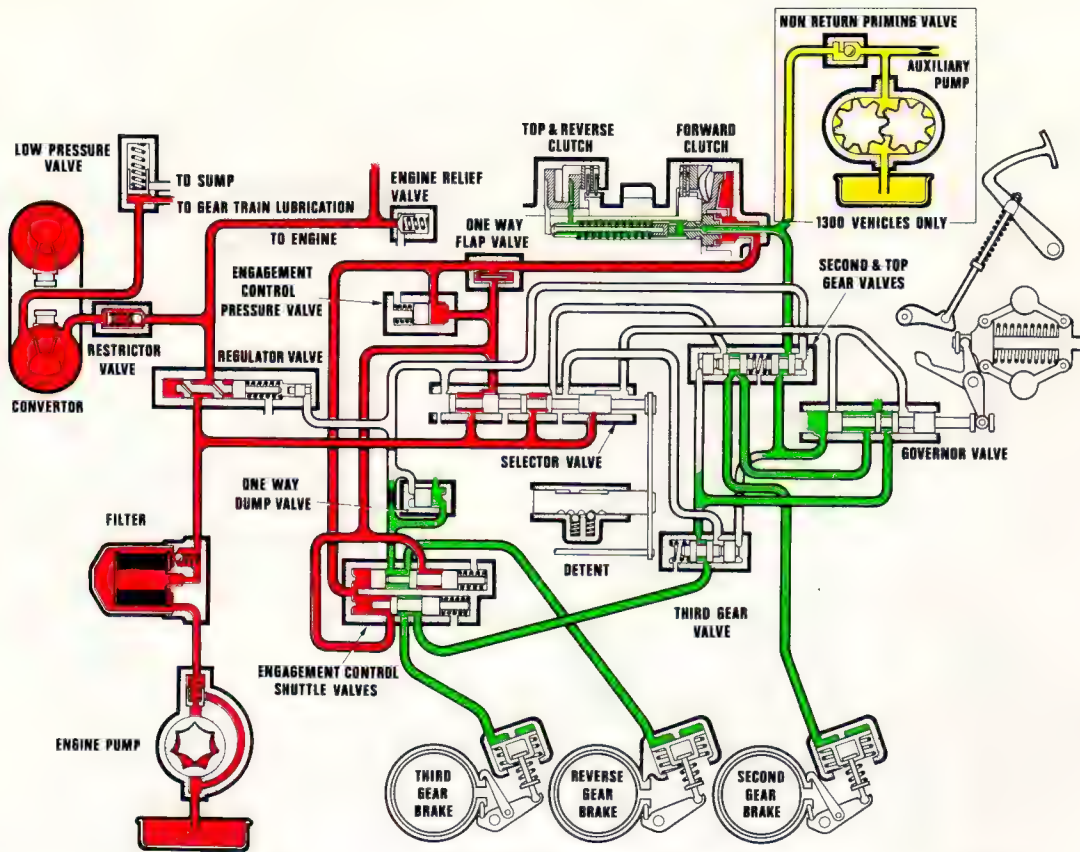 NON RETURN PRIMING VALVE
AUXILIARY
PUMP
1300 VEHICLES ONLY
TOP & REVERSE
CLUTCH
FORWARD
CLUTCH
LOW PRESSURE
VALVE
TO SUMP
TO GEAR TRAIN LUBRICATION
TO ENGINE
ENGINE RELIEF
VALVE
ONE WAY
FLAP VALVE
ENGAGEMENT
CONTROL
PRESSURE VALVE
SECOND & TOP
GEAR VALVES
RESTRICTOR
VALVE
REGULATOR VALVE
CONVERTOR
SELECTOR VALVE
GOVERNOR VALVE
ONE WAY
DUMP VALVE
FILTER
DETENT
THIRD GEAR
VALVE
ENGAGEMENT CONTROL
SHUTTLE VALVES
ENGINE PUMP
THIRD
GEAR
BRAKE
REVERSE
GEAR
BRAKE
SECOND
GEAR
BRAKE